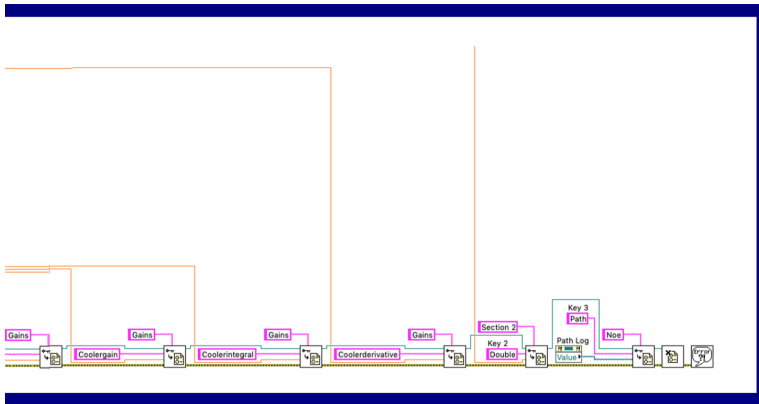 Key 3
Path
Gains
Gains
Gains
Gains
Section 2
Noe
Key 2
Path Log
Coolergain
Coolerintegral
Coolerderivative
Double
Value
Error
?!